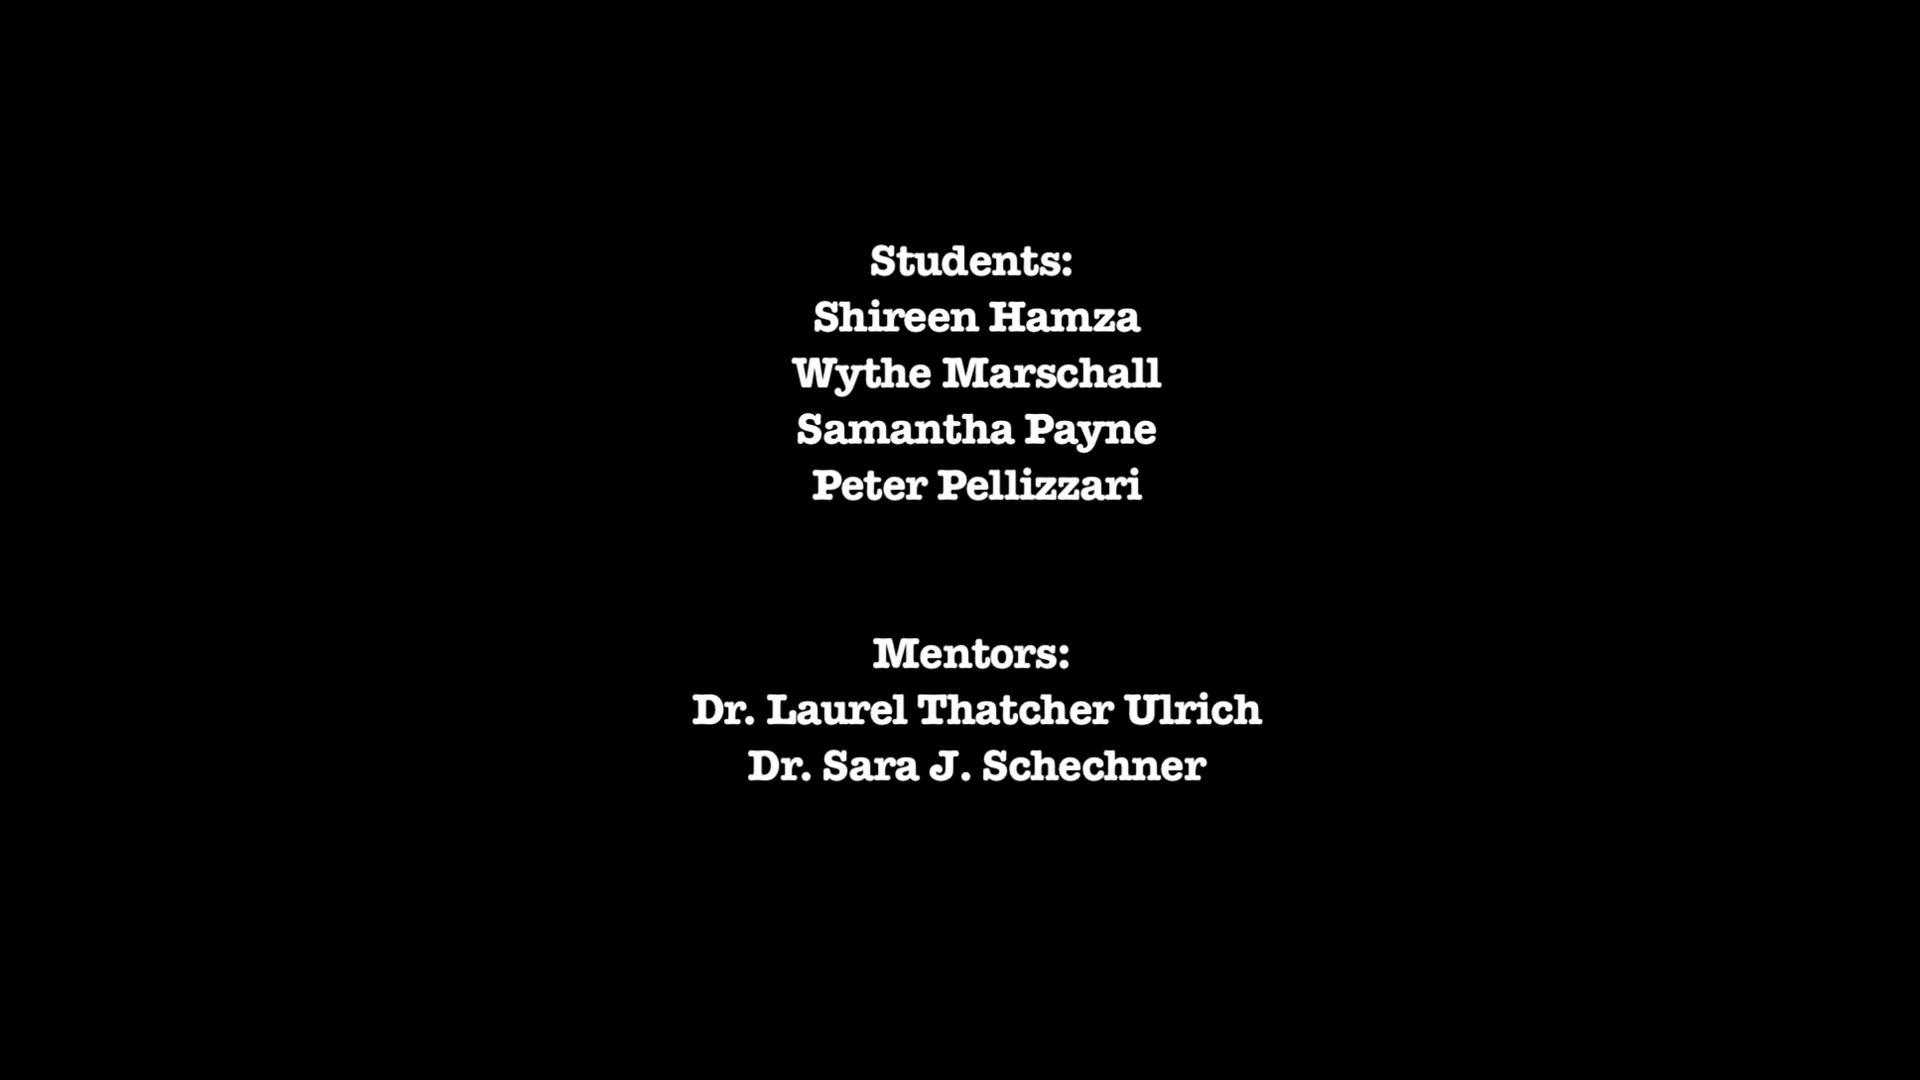 Students:
Shireen Hamza
Wythe Marschall
Samantha Payne
Peter Pellizzari
Mentors:
Dr. Laurel Thatcher Ulrich
Dr. Sara J. Schechner